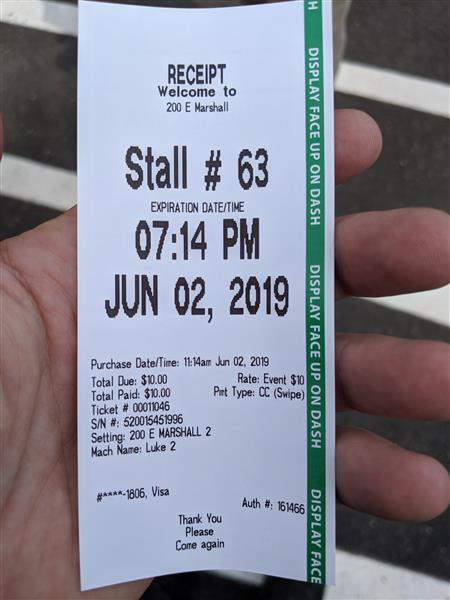 RECEIPT
Welcome to
200 E Marshall
Stall # 63
EXPIRATION DATE/TIME
07:14 PM
JUN 02, 2019
Purchase Date/Time: 11:14am Jun 02, 2019
Total Due: $10.00 Rate: Event $10
Total Paid: $10.00 Pmt Type: CC (Swipe)
Ticket # 00011046
S/N #: 520015451996
Setting: 200 E MARSHALL 2
Mach Name: Luke 2
#****-1806, Visa
Auth #: 161466
Thank You
Please
Come again
H
DISPLAY FACE UP ON DASH
DISPLAY FACE UP ON DASH
DISPLAY FACE